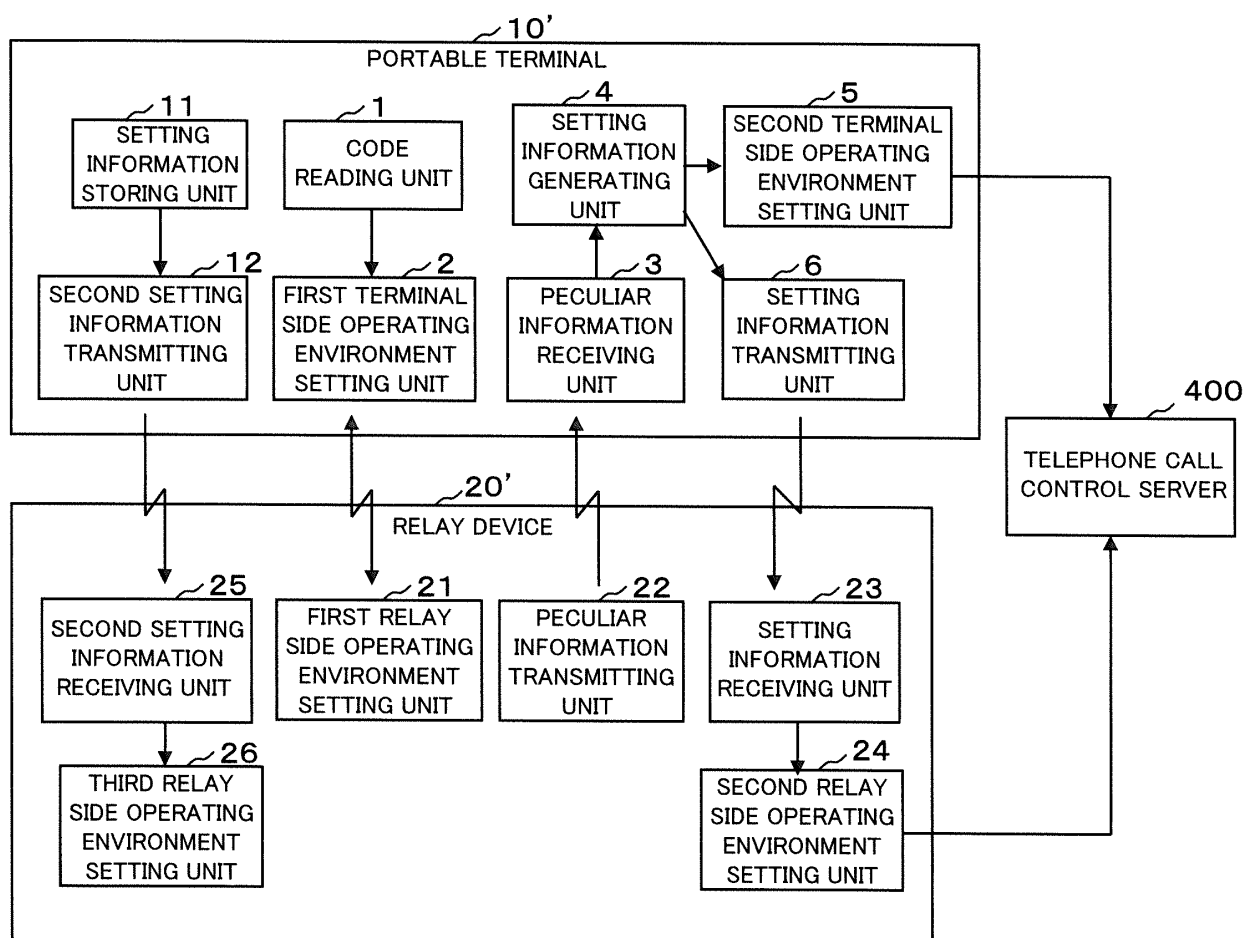 10'
PORTABLE TERMINAL
11
SETTING
INFORMATION
STORING UNIT
1
CODE
READING UNIT
4
SETTING
INFORMATION
GENERATING
UNIT
5
SECOND TERMINAL
SIDE OPERATING
ENVIRONMENT
SETTING UNIT
12
SECOND SETTING
INFORMATION
TRANSMITTING
UNIT
2
FIRST TERMINAL
SIDE OPERATING
ENVIRONMENT
SETTING UNIT
3
PECULIAR
INFORMATION
RECEIVING
UNIT
6
SETTING
INFORMATION
TRANSMITTING
UNIT
400
TELEPHONE CALL
CONTROL SERVER
20'
RELAY DEVICE
25
SECOND SETTING
INFORMATION
RECEIVING UNIT
21
FIRST RELAY
SIDE OPERATING
ENVIRONMENT
SETTING UNIT
22
PECULIAR
INFORMATION
TRANSMITTING
UNIT
23
SETTING
INFORMATION
RECEIVING UNIT
26
THIRD RELAY
SIDE OPERATING
ENVIRONMENT
SETTING UNIT
24
SECOND RELAY
SIDE OPERATING
ENVIRONMENT
SETTING UNIT